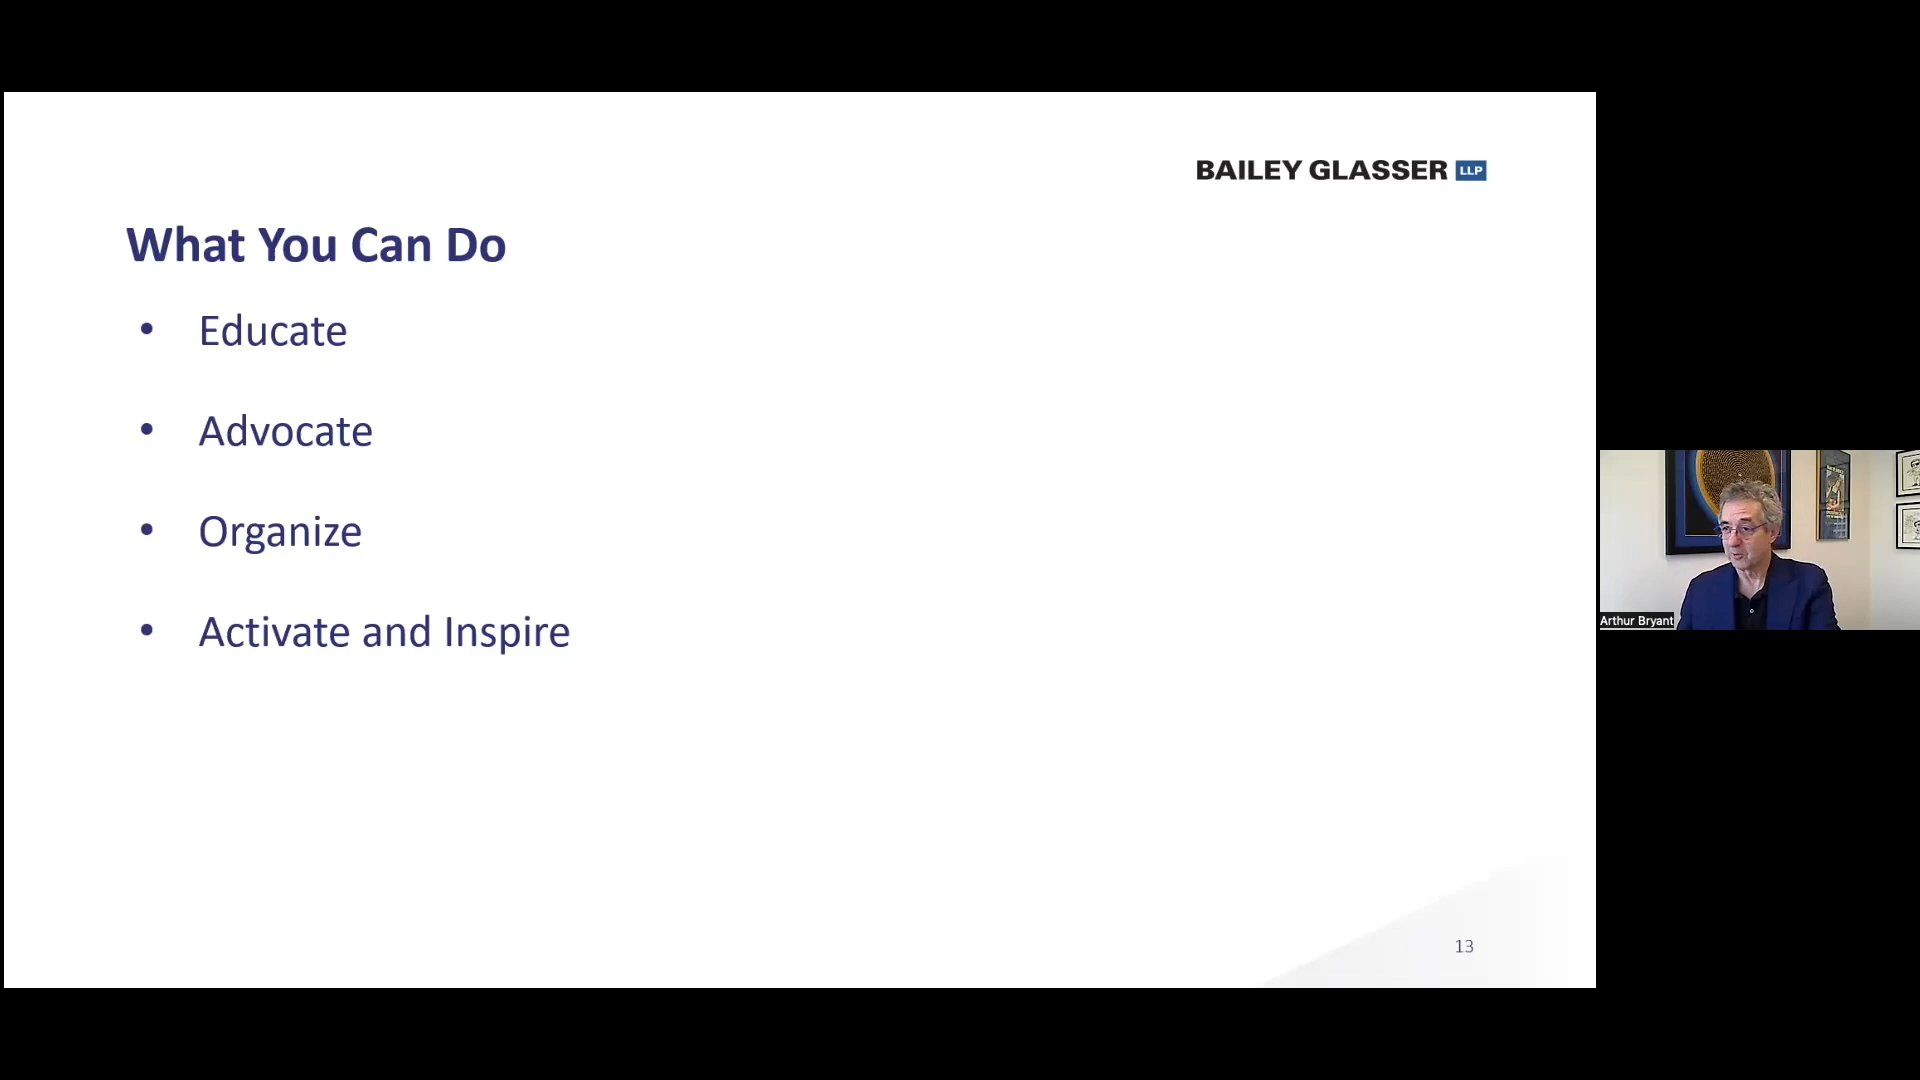 BAILEY GLASSER LLP
What You Can Do
• Educate
• Advocate
• Organize
• Activate and Inspire
13
Arthur Bryant